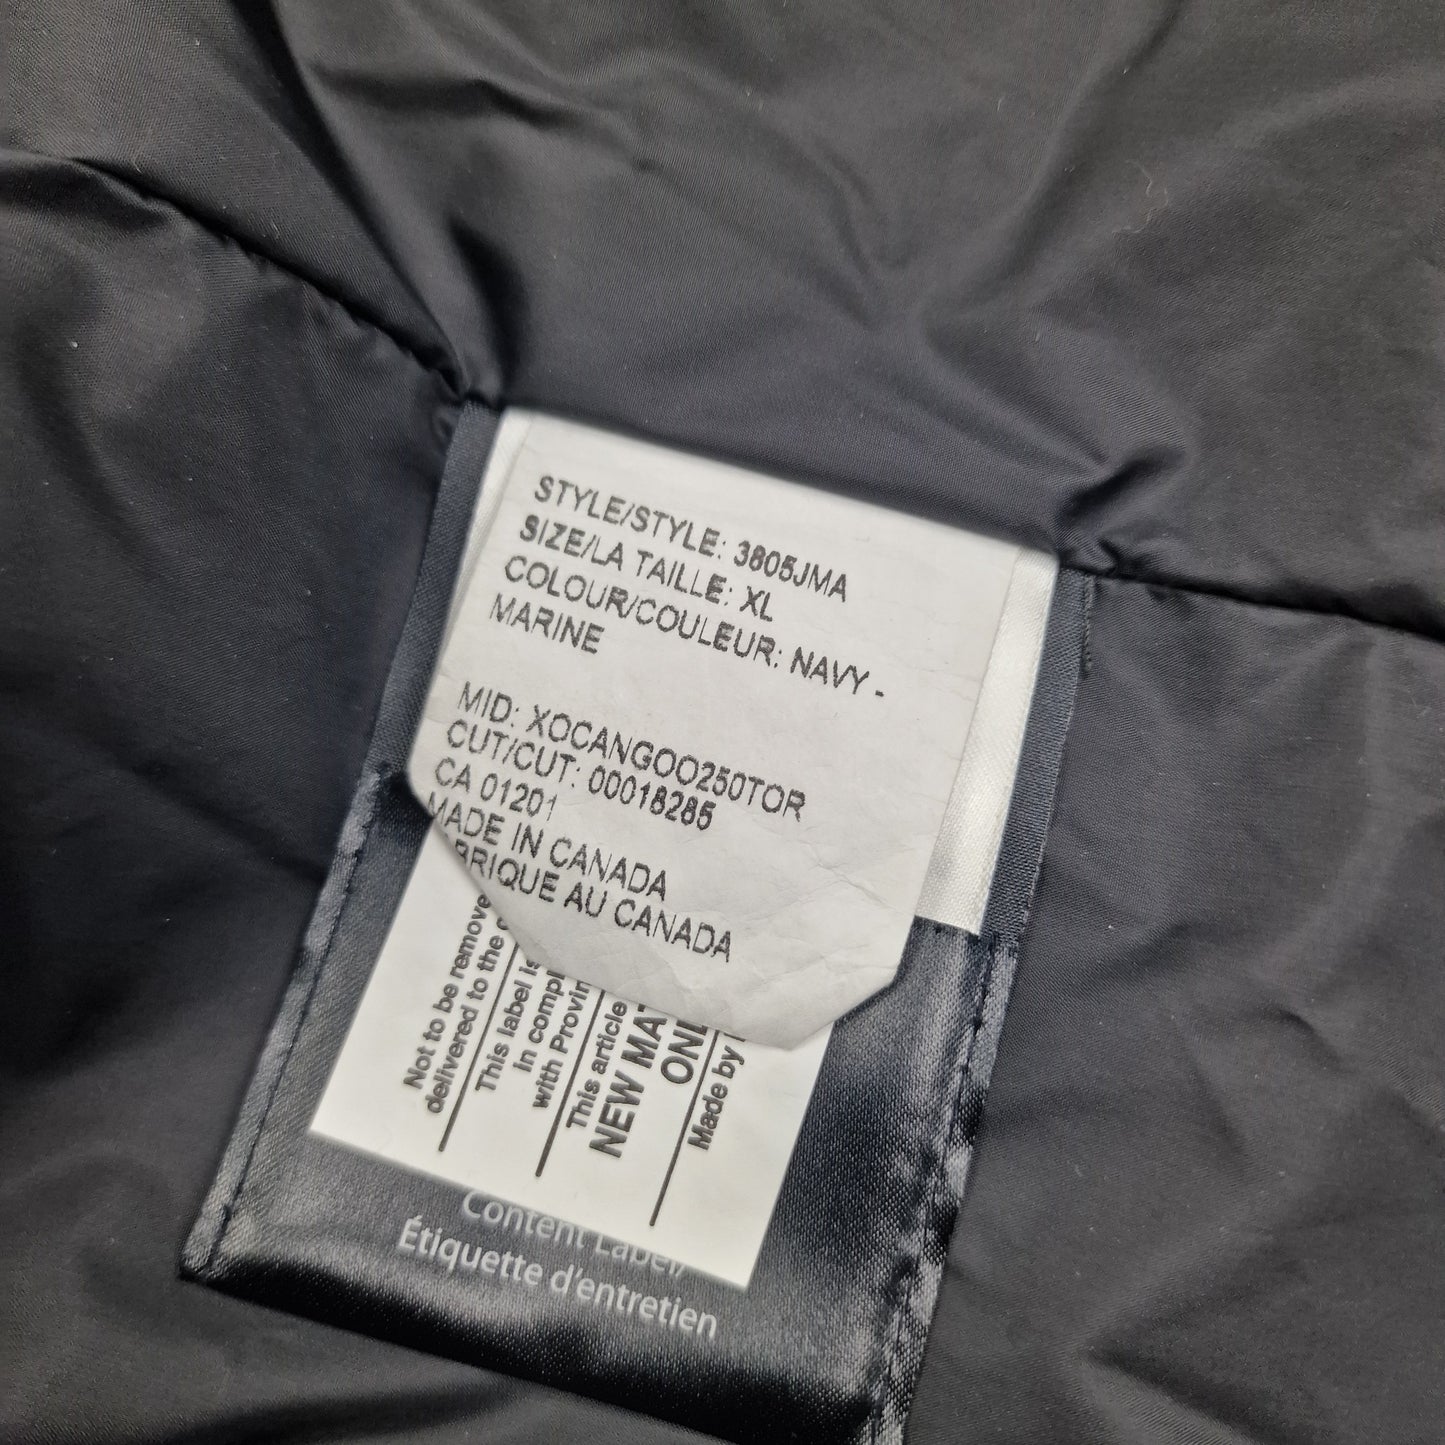 STYLE/STYLE: 3805JMA
SIZE/LA TAILLE: XL
COLOUR/COULEUR: NAVY -
MARINE
MID: XOCANGOO250TOR
CUT/CUT: 00018285
CA 01201
MADE IN CANADA
BRIQUE AU CANADA
Not to be remove
delivered to the
This label is
in compl
with Provin
This article
NEW MAT
ONL
Made by
Content Label/
Étiquette d'entretien